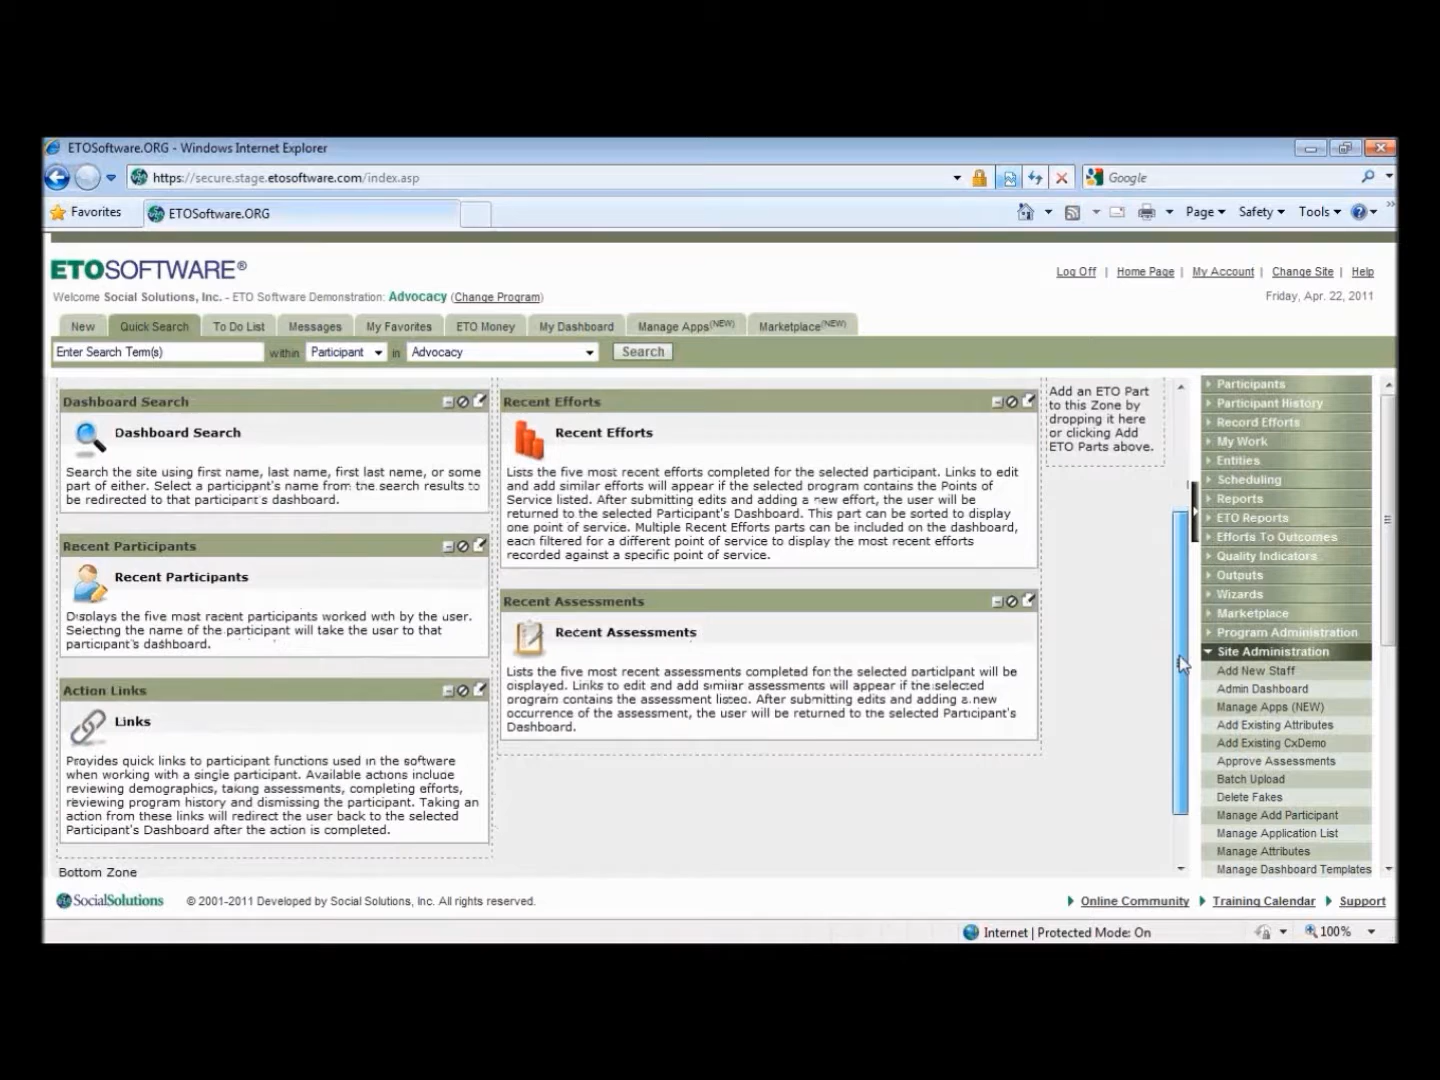 ETOSoftware.ORG - Windows Internet Explorer
https://secure.stage.etosoftware.com/index.asp
Google
Favorites
ETOSoftware.ORG
Page
Safety
Tools
ETOSOFTWARE®
Log Off | Home Page | My Account | Change Site | Help
Welcome Social Solutions, Inc. - ETO Software Demonstration: Advocacy (Change Program)
Friday, Apr. 22, 2011
New
Quick Search
To Do List
Messages
My Favorites
ETO Money
My Dashboard
Manage Apps(NEW)
Marketplace(NEW)
Enter Search Term(s) within Participant in Advocacy Search
Dashboard Search
Dashboard Search
Search the site using first name, last name, first last name, or some
part of either. Select a participant's name from the search results to
be redirected to that participant's dashboard.
Recent Participants
Recent Participants
Displays the five most recent participants worked with by the user.
Selecting the name of the participant will take the user to that
participant's dashboard.
Action Links
Links
Provides quick links to participant functions used in the software
when working with a single participant. Available actions include
reviewing demographics, taking assessments, completing efforts,
reviewing program history and dismissing the participant. Taking an
action from these links will redirect the user back to the selected
Participant's Dashboard after the action is completed.
Bottom Zone
Recent Efforts
Recent Efforts
Lists the five most recent efforts completed for the selected participant. Links to edit
and add similar efforts will appear if the selected program contains the Points of
Service listed. After submitting edits and adding a new effort, the user will be
returned to the selected Participant's Dashboard. This part can be sorted to display
one point of service. Multiple Recent Efforts parts can be included on the dashboard,
each filtered for a different point of service to display the most recent efforts
recorded against a specific point of service.
Recent Assessments
Recent Assessments
Lists the five most recent assessments completed for the selected participant will be
displayed. Links to edit and add similar assessments will appear if the selected
program contains the assessment listed. After submitting edits and adding a new
occurrence of the assessment, the user will be returned to the selected Participant's
Dashboard.
Add an ETO Part
to this Zone by
dropping it here
or clicking Add
ETO Parts above.
Participants
Participant History
Record Efforts
My Work
Entities
Scheduling
Reports
ETO Reports
Efforts To Outcomes
Quality Indicators
Outputs
Wizards
Marketplace
Program Administration
Site Administration
Add New Staff
Admin Dashboard
Manage Apps (NEW)
Add Existing Attributes
Add Existing CxDemo
Approve Assessments
Batch Upload
Delete Fakes
Manage Add Participant
Manage Application List
Manage Attributes
Manage Dashboard Templates
SocialSolutions
© 2001-2011 Developed by Social Solutions, Inc. All rights reserved.
Online Community
Training Calendar
Support
Internet | Protected Mode: On
100%